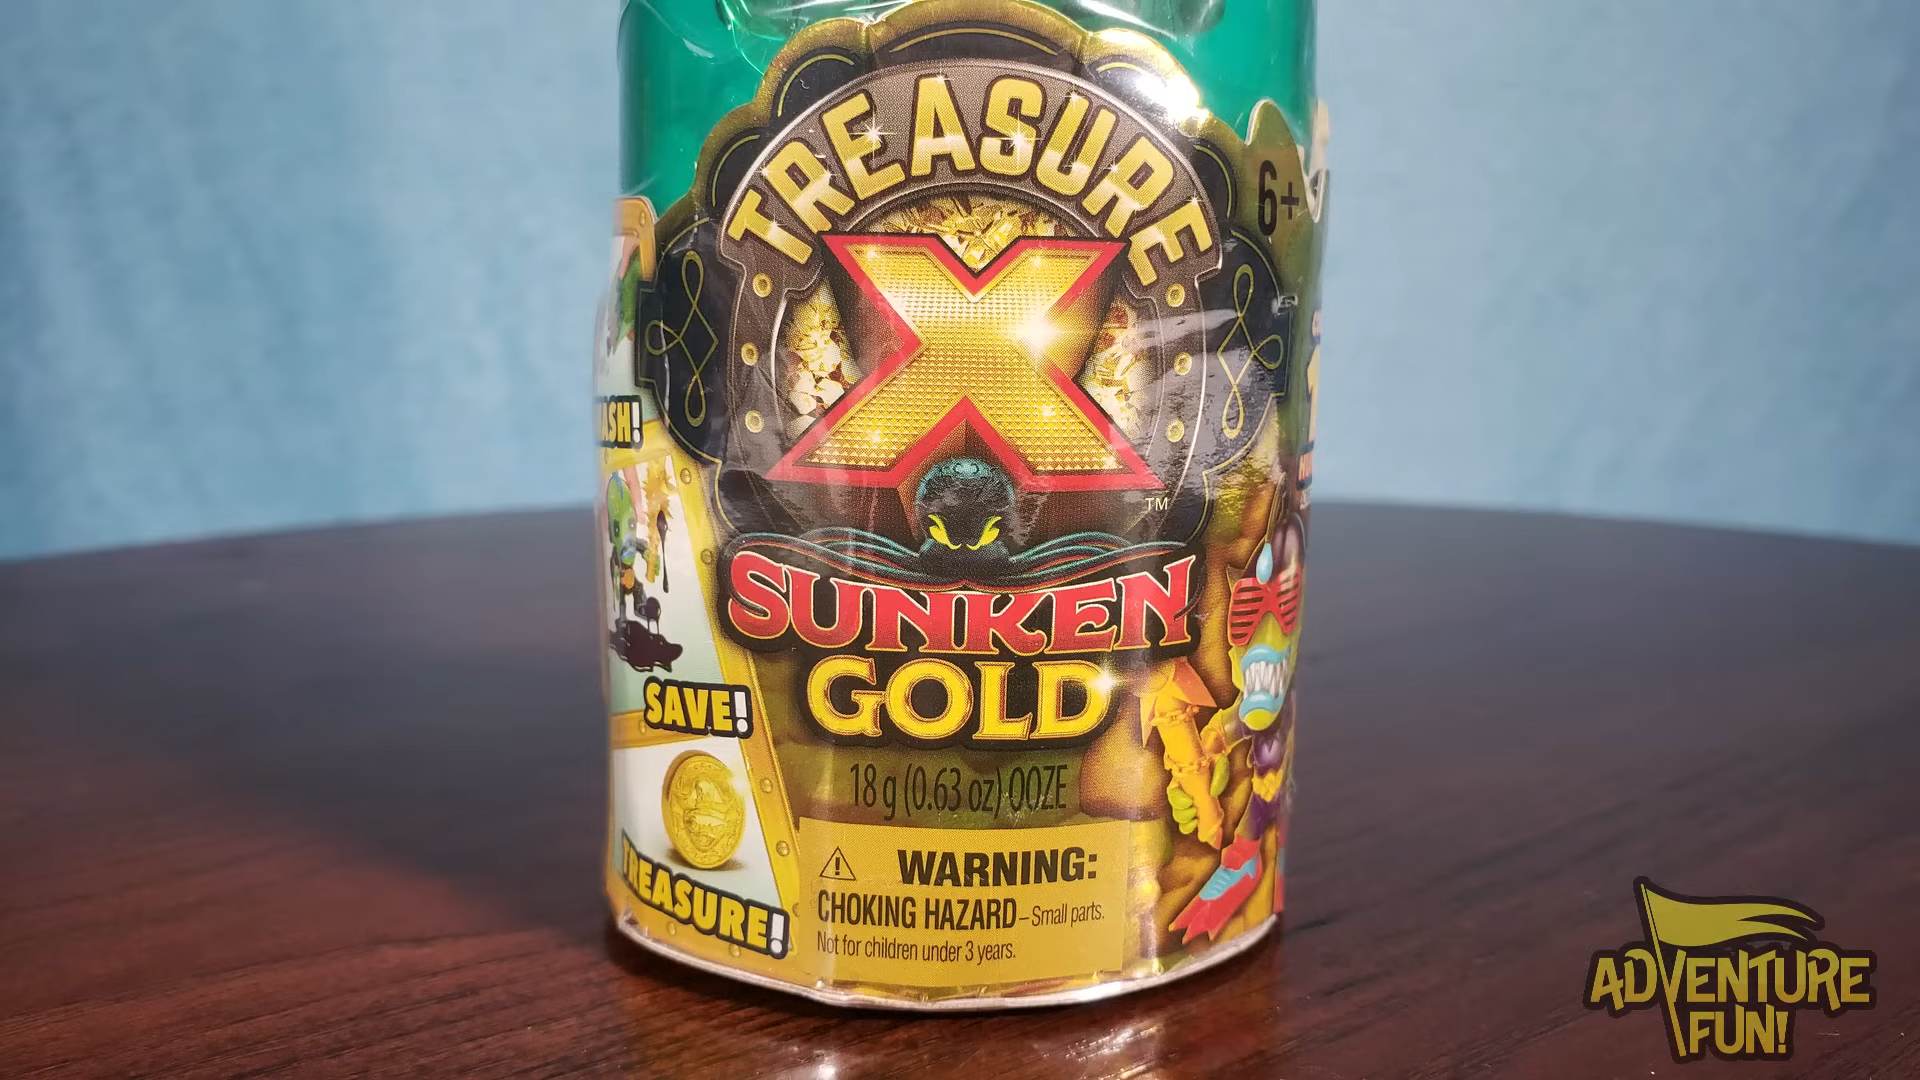 TREASURE
X
TM
SUNKEN
GOLD
18 g (0.63 oz) OOZE
WARNING:
CHOKING HAZARD – Small parts.
Not for children under 3 years.
6+
SAVE!
TREASURE!
ADVENTURE
FUN!